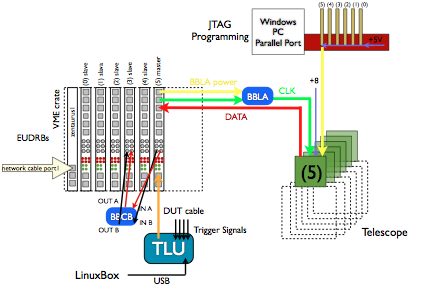 JTAG
Programming
Windows
PC
Parallel Port
(5)
(4)
(3)
(2)
(1)
(0)
+5V
(0) slave
(1) slave
(2) slave
(3) slave
(4) slave
(5) master
BBLA power
BBLA
CLK
+8
DATA
VME crate
EUDRBs
network cable port1
(5)
OUT A
IN A
BBCB
OUT B
IN B
DUT cable
Trigger Signals
Telescope
TLU
LinuxBox
USB